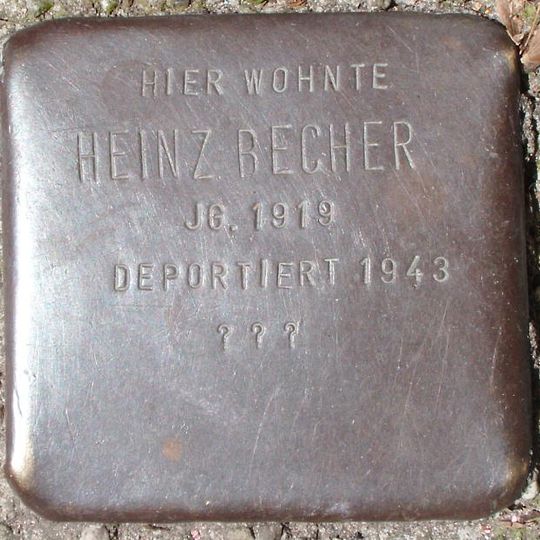 HIER WOHNTE
HEINZ BECHER
JG. 1919
DEPORTIERT 1943
? ? ?